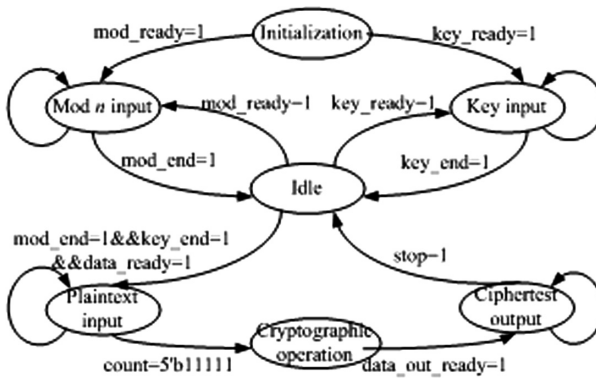 Initialization
mod_ready=1
key_ready=1
Mod n input
mod_ready-1
key_ready-1
Key input
mod_end=1
key_end=1
Idle
mod_end=1&&key_end=1
&&data_ready=1
stop-1
Plaintext
input
Ciphertest
output
Cryptographic
operation
count=5'b11111
data_out_ready=1